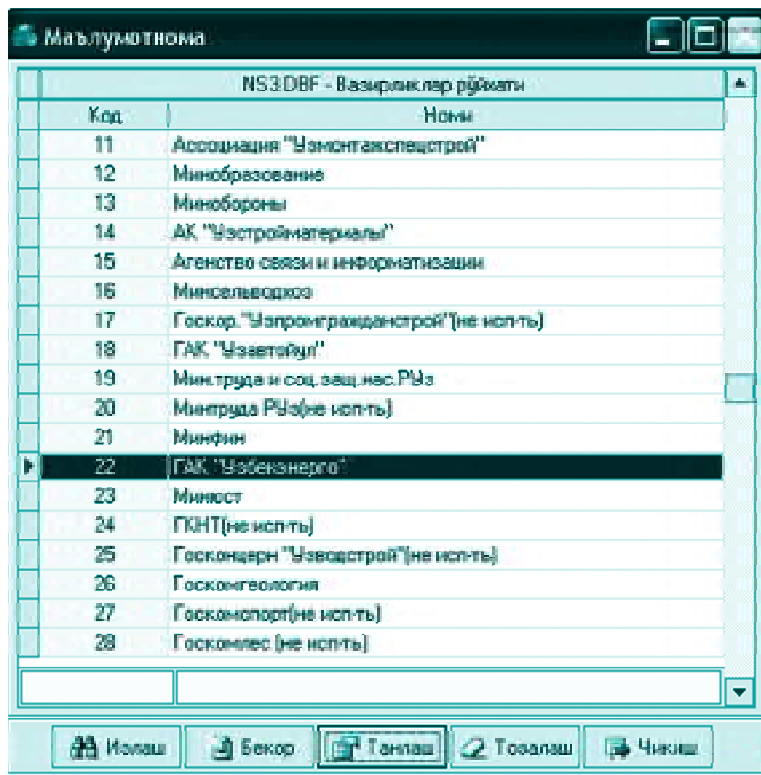 Маълумотнома
NS3.DBF - Вазирликлар рўйхати
Код Номи
11 Ассоциация "Узмонтажспецстрой"
12 Минобразование
13 Минобороны
14 АК "Узстройматериалы"
15 Агенство связи и информатизации
16 Минсельводхоз
17 Госкор."Узпромгражданстрой"(не исп-ть)
18 ГАК "Узавтойул"
19 Мин.труда и соц.защ.нас.РУз
20 Минтруда РУз(не исп-ть)
21 Минфин
22 ГАК "Узбекэнерго"
23 Минюст
24 ГКНТ(не исп-ть)
25 Госконцерн "Узводстрой"(не исп-ть)
26 Госкомгеология
27 Госкомспорт(не исп-ть)
28 Госкомлес (не исп-ть)
Излаш Бекор Танлаш Тозалаш Чикиш